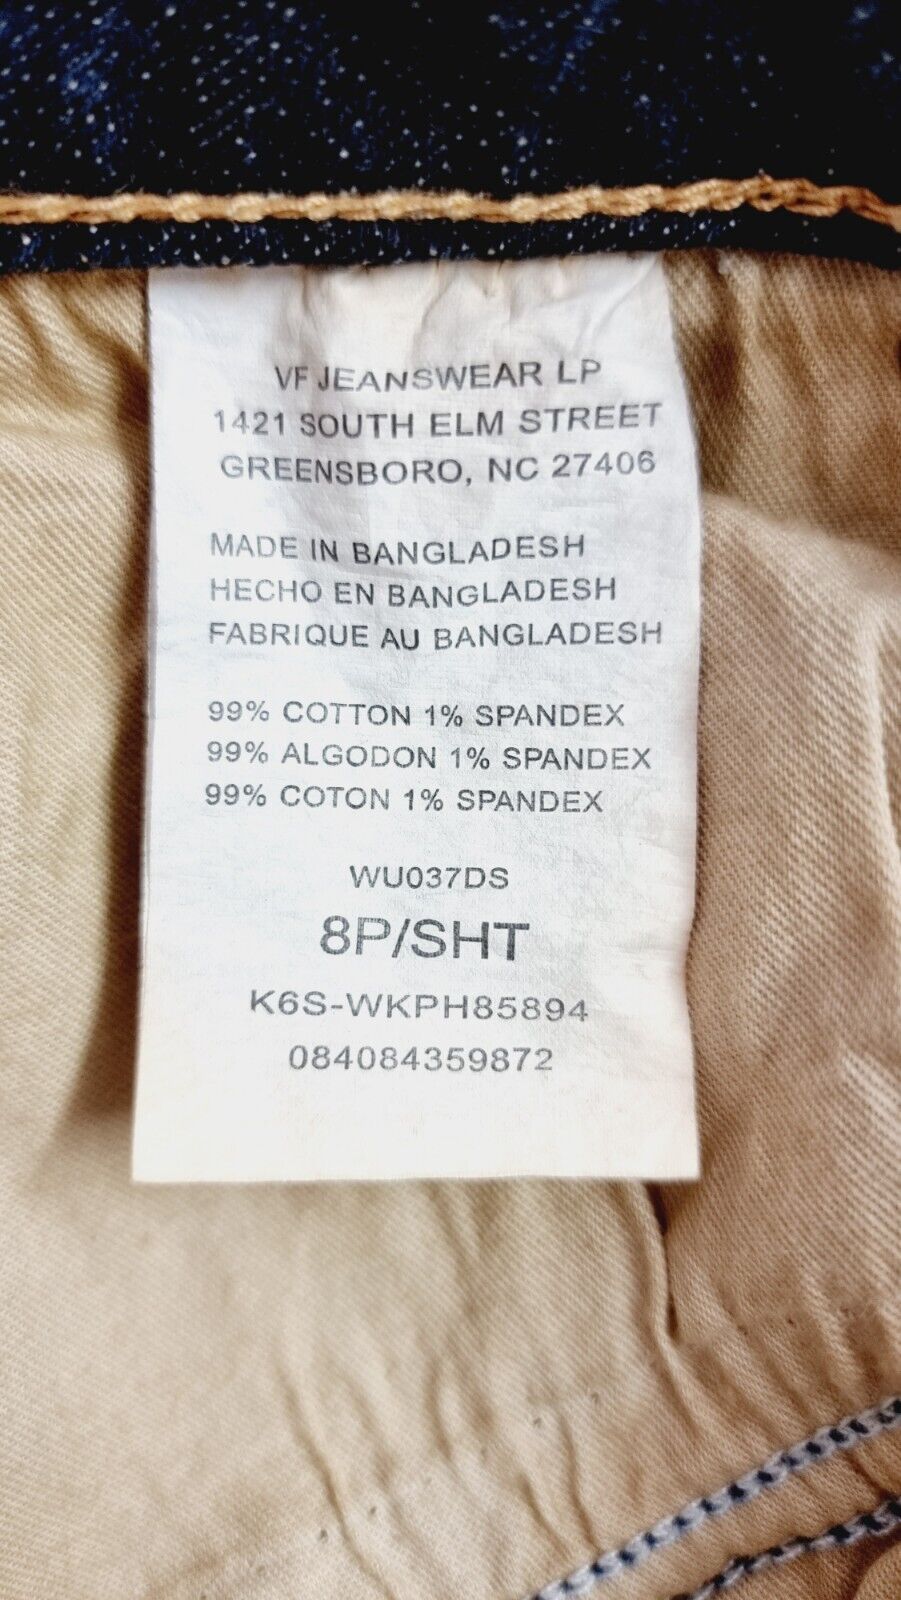 VF JEANSWEAR LP
1421 SOUTH ELM STREET
GREENSBORO, NC 27406
MADE IN BANGLADESH
HECHO EN BANGLADESH
FABRIQUE AU BANGLADESH
99% COTTON 1% SPANDEX
99% ALGODON 1% SPANDEX
99% COTON 1% SPANDEX
WU037DS
8P/SHT
K6S-WKPH85894
084084359872